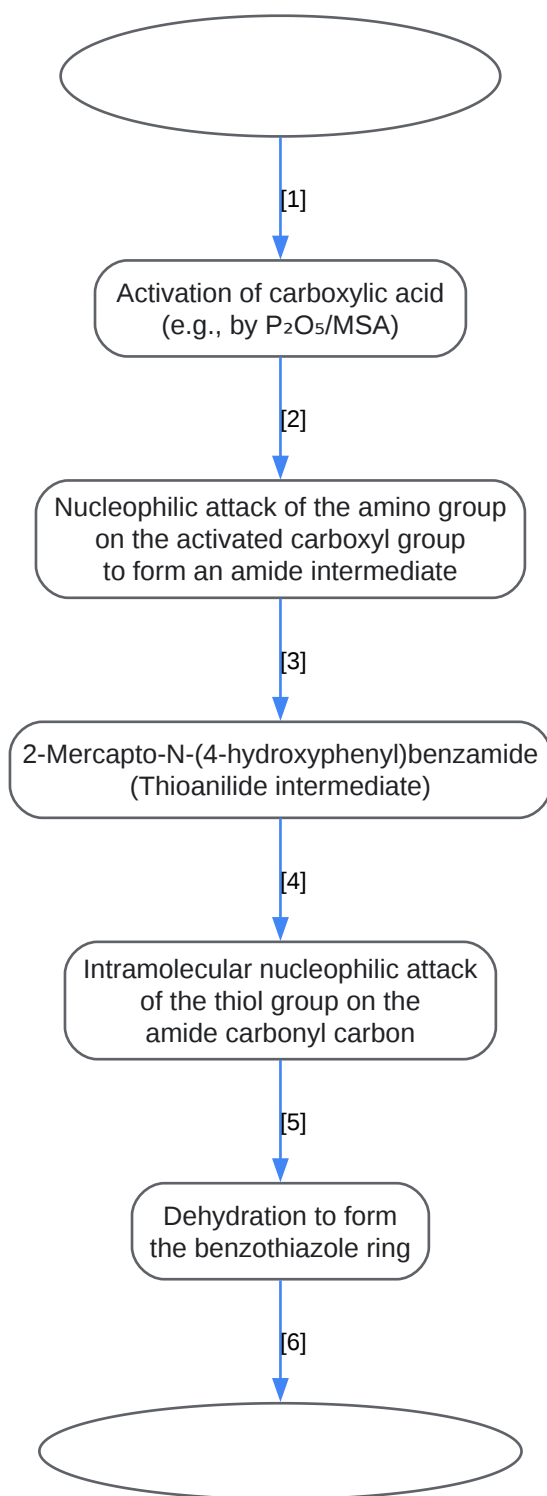 [1]
Activation of carboxylic acid
(e.g., by P₂O₅/MSA)
[2]
Nucleophilic attack of the amino group
on the activated carboxyl group
to form an amide intermediate
[3]
2-Mercapto-N-(4-hydroxyphenyl)benzamide
(Thioanilide intermediate)
[4]
Intramolecular nucleophilic attack
of the thiol group on the
amide carbonyl carbon
[5]
Dehydration to form
the benzothiazole ring
[6]